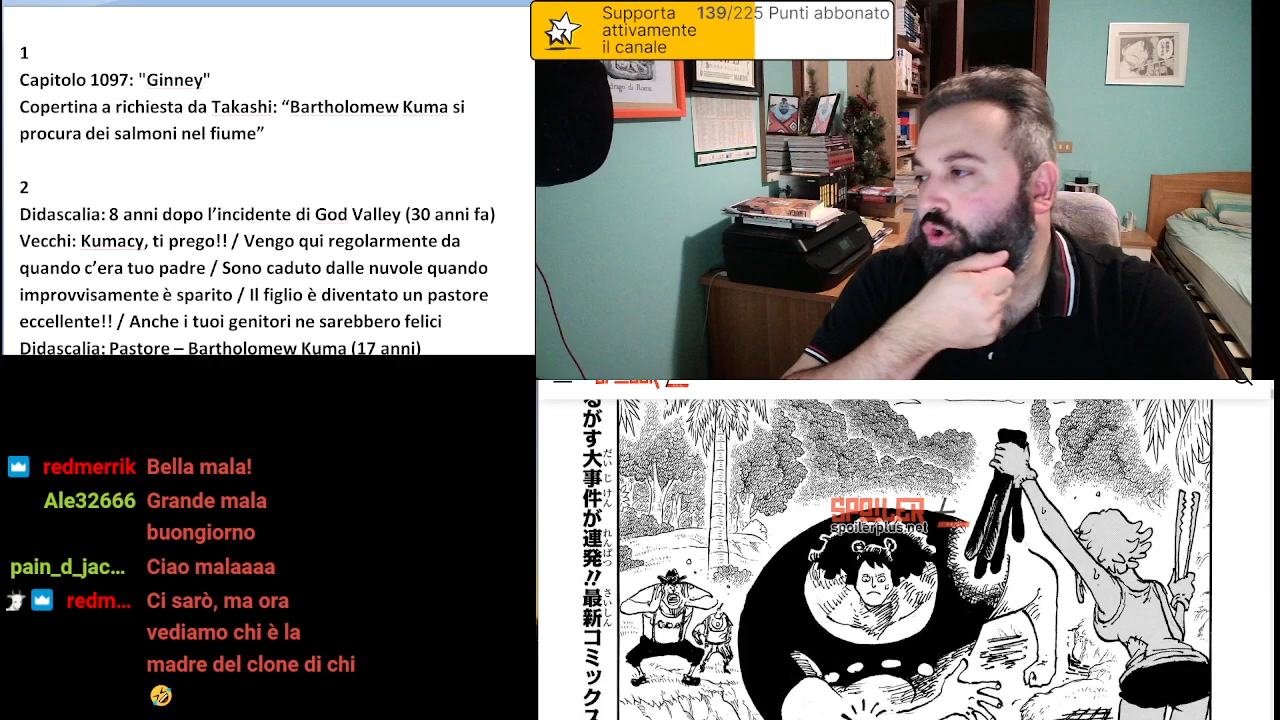 1
Capitolo 1097: "Ginney"
Copertina a richiesta da Takashi: “Bartholomew Kuma si
procura dei salmoni nel fiume”
2
Didascalia: 8 anni dopo l’incidente di God Valley (30 anni fa)
Vecchi: Kumacy, ti prego!! / Vengo qui regolarmente da
quando c’era tuo padre / Sono caduto dalle nuvole quando
improvvisamente è sparito / Il figlio è diventato un pastore
eccellente!! / Anche i tuoi genitori ne sarebbero felici
Didascalia: Pastore – Bartholomew Kuma (17 anni)
Supporta
attivamente
il canale
139/225 Punti abbonato
redmerrik Bella mala!
Ale32666 Grande mala
buongiorno
pain_d_jac... Ciao malaaaa
redm... Ci sarò, ma ora
vediamo chi è la
madre del clone di chi
🤣
るがす大事件が連発!!最新コミックス
SPOILER
spoilerplus.net